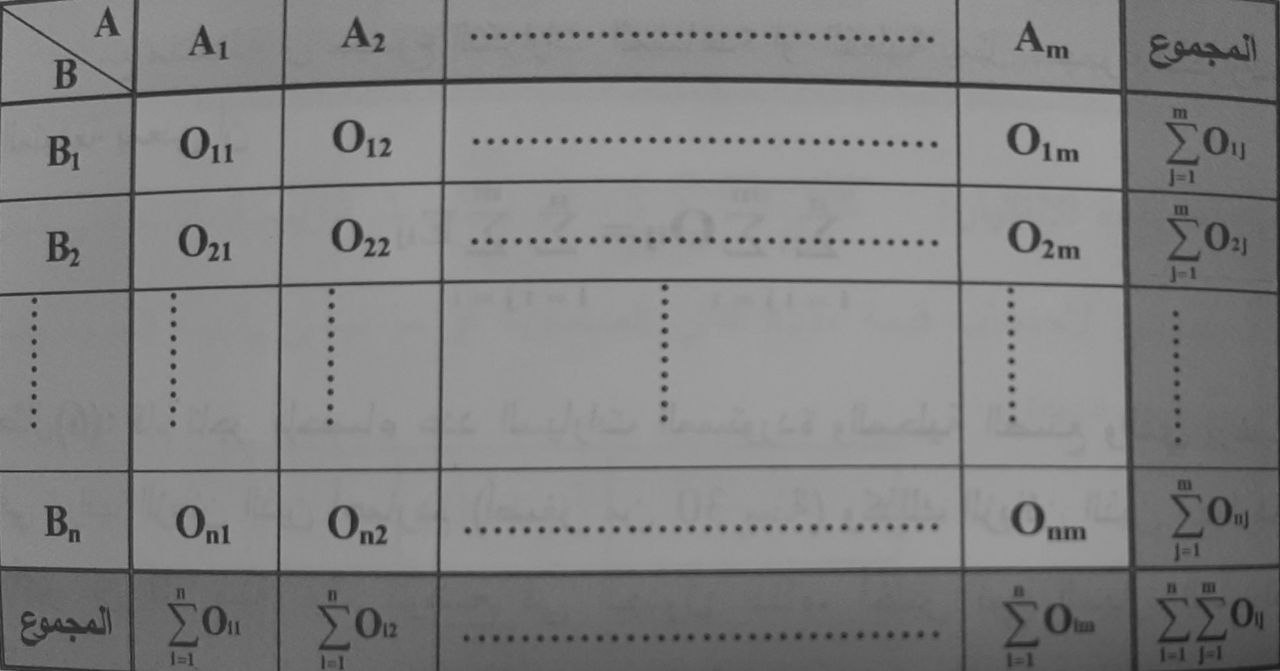 A A₁ A₂ ........................................ Aₘ المجموع
B
B₁ O₁₁ O₁₂ ........................................ O₁ₘ ∑_{j=1}^{m} O₁ⱼ
B₂ O₂₁ O₂₂ ........................................ O₂ₘ ∑_{j=1}^{m} O₂ⱼ
Bₙ Oₙ₁ Oₙ₂ ........................................ Oₙₘ ∑_{j=1}^{m} Oₙⱼ
المجموع ∑_{i=1}^{n} Oᵢ₁ ∑_{i=1}^{n} Oᵢ₂ ........................................ ∑_{i=1}^{n} Oᵢₘ ∑_{i=1}^{n} ∑_{j=1}^{m} Oᵢⱼ